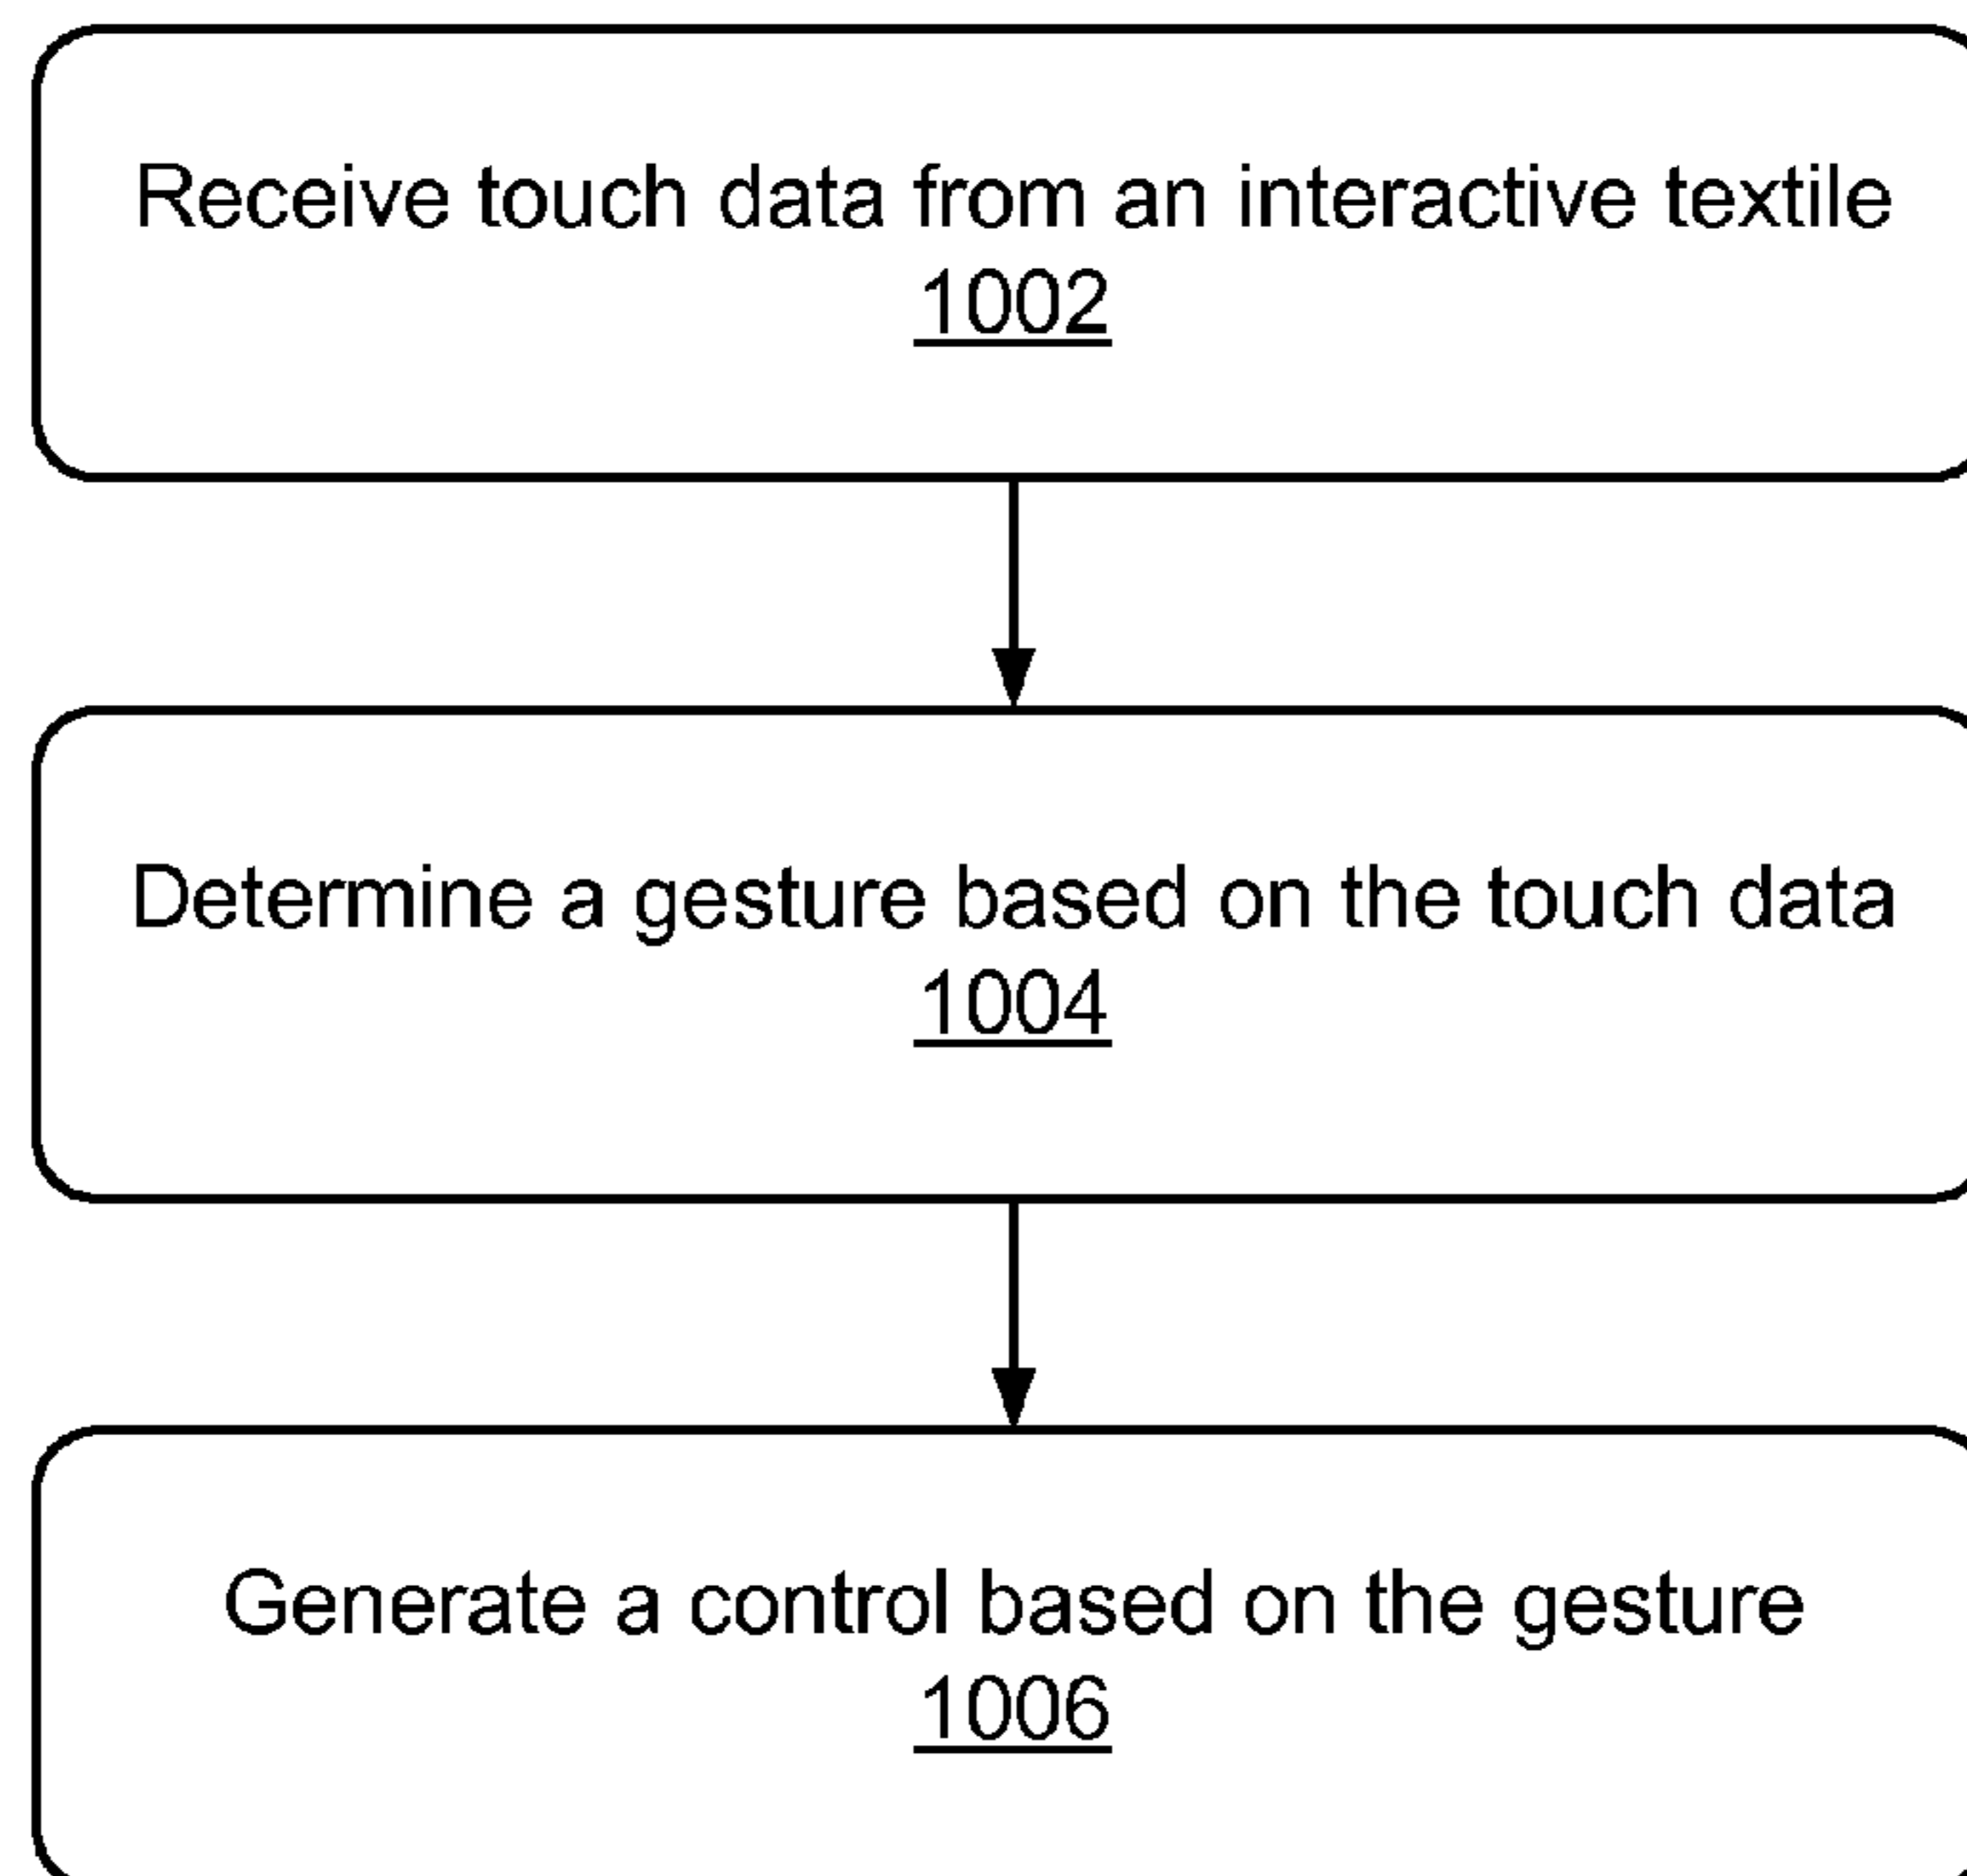 Receive touch data from an interactive textile
1002
Determine a gesture based on the touch data
1004
Generate a control based on the gesture
1006